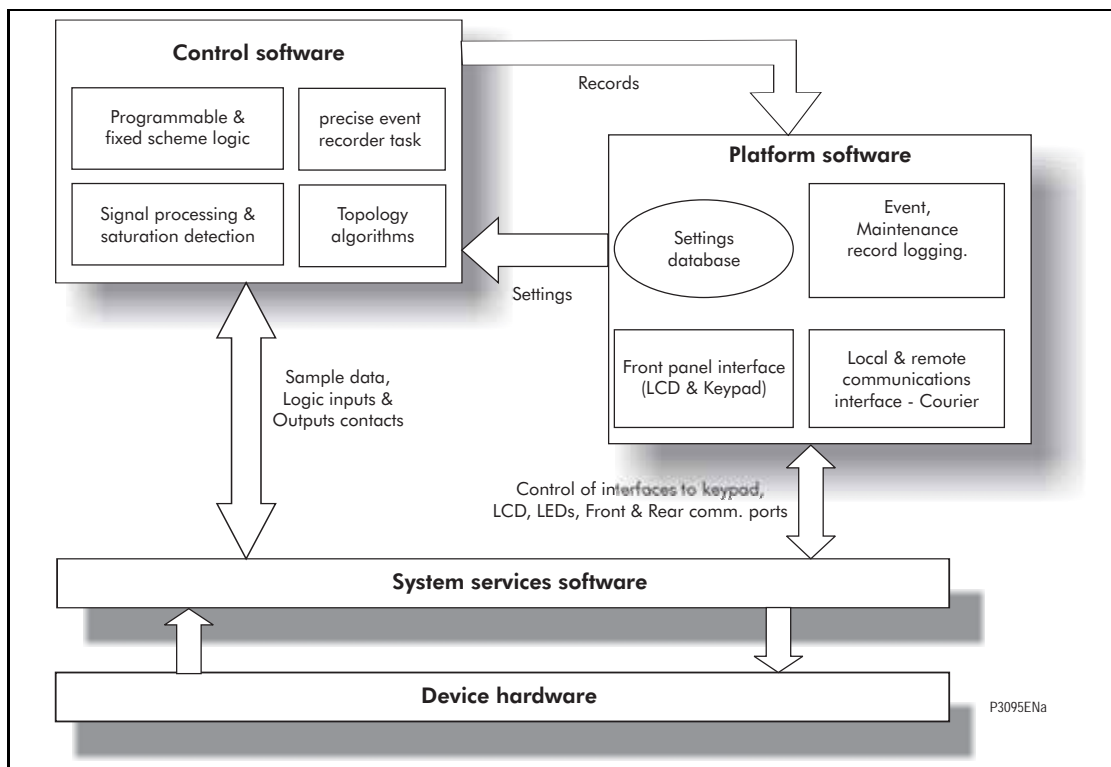 Control software
Programmable &
fixed scheme logic
precise event
recorder task
Signal processing &
saturation detection
Topology
algorithms
Records
Platform software
Settings
database
Event,
Maintenance
record logging.
Front panel interface
(LCD & Keypad)
Local & remote
communications
interface - Courier
Settings
Sample data,
Logic inputs &
Outputs contacts
Control of interfaces to keypad,
LCD, LEDs, Front & Rear comm. ports
System services software
Device hardware
P3095ENa